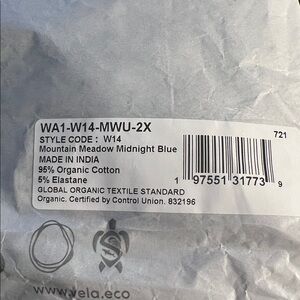 WA1-W14-MWU-2X
STYLE CODE : W14
721
Mountain Meadow Midnight Blue
MADE IN INDIA
95% Organic Cotton
5% Elastane
1 97551 31773 9
GLOBAL ORGANIC TEXTILE STANDARD
Organic. Certified by Control Union. 832196
www.vela.eco